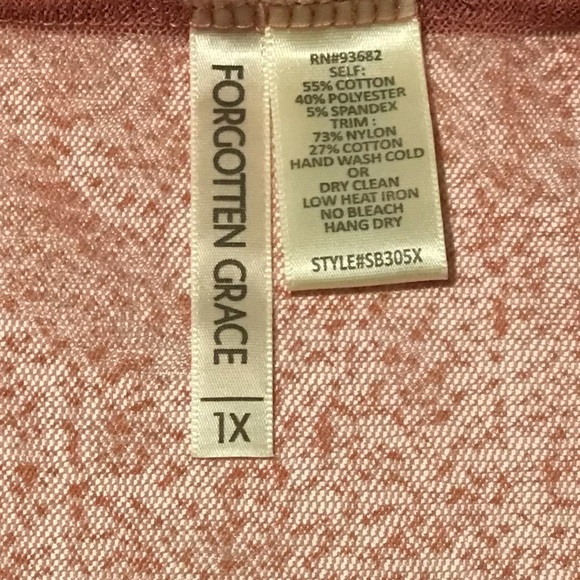 FORGOTTEN GRACE
1X
RN#93682
SELF:
55% COTTON
40% POLYESTER
5% SPANDEX
TRIM :
73% NYLON
27% COTTON
HAND WASH COLD
OR
DRY CLEAN
LOW HEAT IRON
NO BLEACH
HANG DRY
STYLE#SB305X